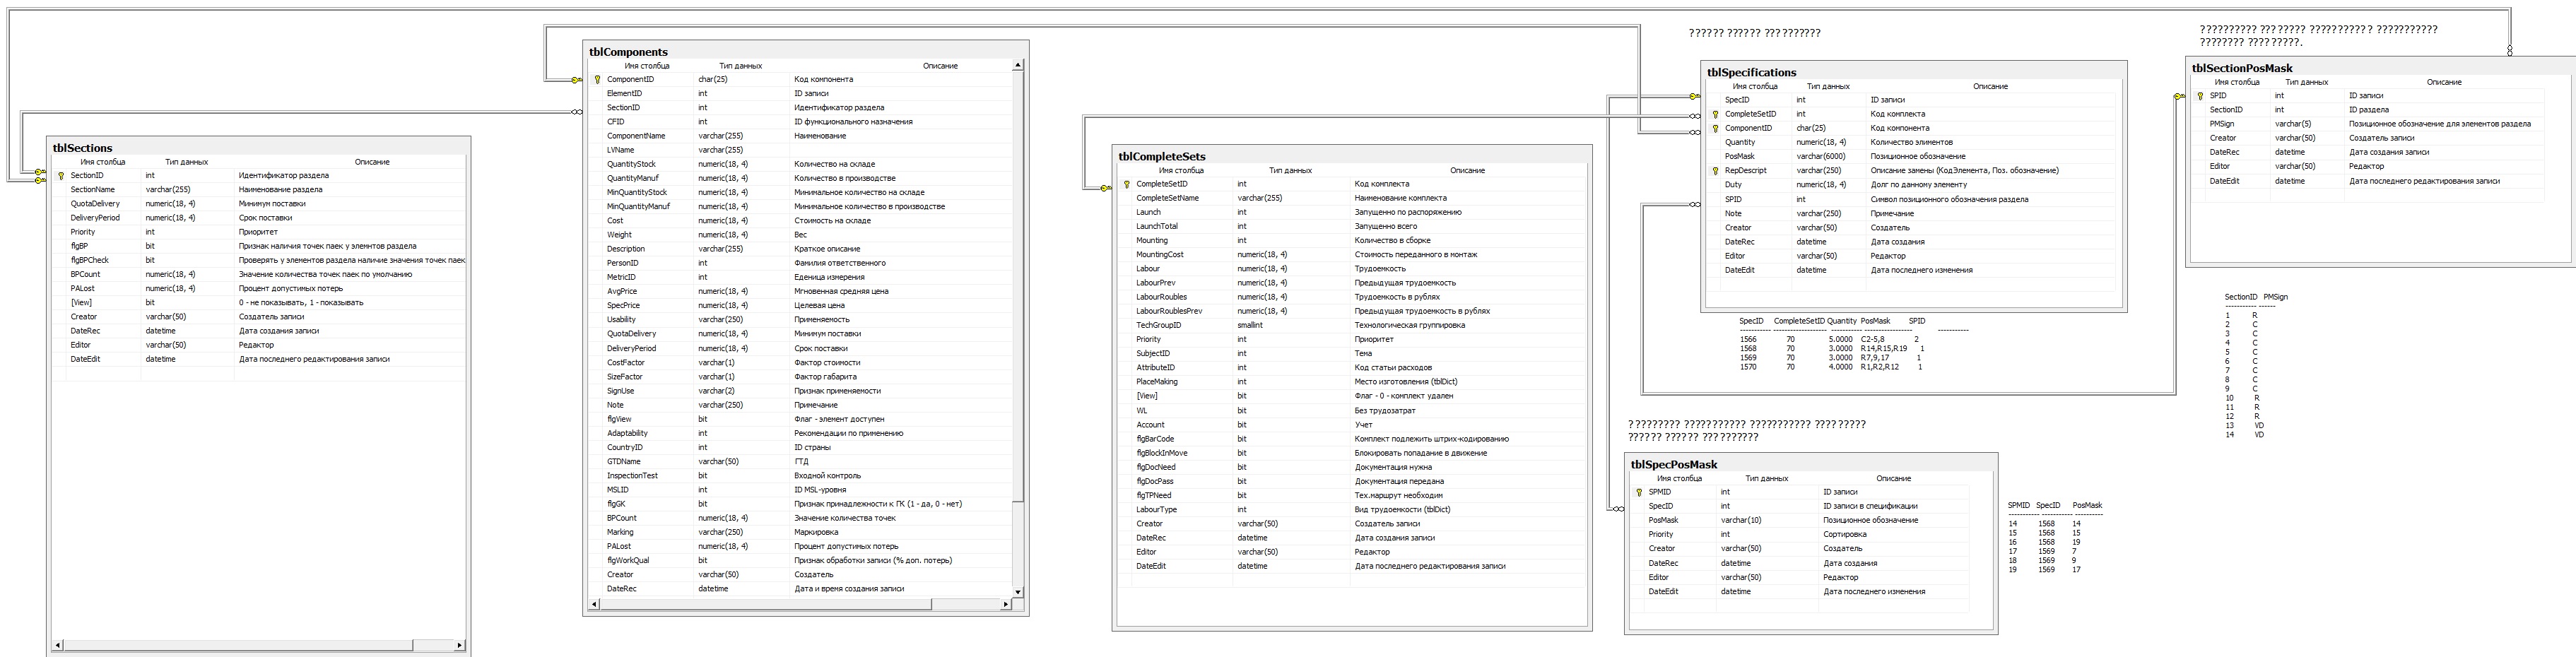 tblSections
Имя столбца Тип данных Описание
SectionID int Идентификатор раздела
SectionName varchar(255) Наименование раздела
QuotaDelivery numeric(18, 4) Минимум поставки
DeliveryPeriod numeric(18, 4) Срок поставки
Priority int Приоритет
flgBP bit Признак наличия точек паек у элемнтов раздела
flgBPCheck bit Проверять у элементов раздела наличие значения точек паек
BPCount numeric(18, 4) Значение количества точек паек по умолчанию
PALost numeric(18, 4) Процент допустимых потерь
[View] bit 0 - не показывать, 1 - показывать
Creator varchar(50) Создатель записи
DateRec datetime Дата создания записи
Editor varchar(50) Редактор
DateEdit datetime Дата последнего редактирования записи
tblComponents
Имя столбца Тип данных Описание
ComponentID char(25) Код компонента
ElementID int ID записи
SectionID int Идентификатор раздела
CFID int ID функционального назначения
ComponentName varchar(255) Наименование
LVName varchar(255)
QuantityStock numeric(18, 4) Количество на складе
QuantityManuf numeric(18, 4) Количество в производстве
MinQuantityStock numeric(18, 4) Минимальное количество на складе
MinQuantityManuf numeric(18, 4) Минимальное количество в производстве
Cost numeric(18, 4) Стоимость на складе
Weight numeric(18, 4) Вес
Description varchar(255) Краткое описание
PersonID int Фамилия ответственного
MetricID int Еденица измерения
AvgPrice numeric(18, 4) Мгновенная средняя цена
SpecPrice numeric(18, 4) Целевая цена
Usability varchar(250) Применяемость
QuotaDelivery numeric(18, 4) Минимум поставки
DeliveryPeriod numeric(18, 4) Срок поставки
CostFactor varchar(1) Фактор стоимости
SizeFactor varchar(1) Фактор габарита
SignUse varchar(2) Признак применяемости
Note varchar(250) Примечание
flgView bit Флаг - элемент доступен
Adaptability int Рекомендации по применению
CountryID int ID страны
GTDName varchar(50) ГТД
InspectionTest bit Входной контроль
MSLID int ID MSL-уровня
flgGK bit Признак принадлежности к ГК (1 - да, 0 - нет)
BPCount numeric(18, 4) Значение количества точек
Marking varchar(250) Маркировка
PALost numeric(18, 4) Процент допустимых потерь
flgWorkQual bit Признак обработки записи (% доп. потерь)
Creator varchar(50) Создатель
DateRec datetime Дата и время создания записи
tblCompleteSets
Имя столбца Тип данных Описание
CompleteSetID int Код комплекта
CompleteSetName varchar(255) Наименование комплекта
Launch int Запущенно по распоряжению
LaunchTotal int Запущенно всего
Mounting int Количество в сборке
MountingCost numeric(18, 4) Стоимость переданного в монтаж
Labour numeric(18, 4) Трудоемкость
LabourPrev numeric(18, 4) Предыдущая трудоемкость
LabourRoubles numeric(18, 4) Трудоемкость в рублях
LabourRoublesPrev numeric(18, 4) Предыдущая трудоемкость в рублях
TechGroupID smallint Технологическая группировка
Priority int Приоритет
SubjectID int Тема
AttributeID int Код статьи расходов
PlaceMaking int Место изготовления (tblDict)
[View] bit Флаг - 0 - комплект удален
WL bit Без трудозатрат
Account bit Учет
flgBarCode bit Комплект подлежить штрих-кодированию
flgBlockInMove bit Блокировать попадание в движение
flgDocNeed bit Документация нужна
flgDocPass bit Документация передана
flgTPNeed bit Тех.маршрут необходим
LabourType int Вид трудоемкости (tblDict)
Creator varchar(50) Создатель записи
DateRec datetime Дата создания записи
Editor varchar(50) Редактор
DateEdit datetime Дата последнего редактирования записи
?????? ?????? ???????????
tblSpecifications
Имя столбца Тип данных Описание
SpecID int ID записи
CompleteSetID int Код комплекта
ComponentID char(25) Код компонента
Quantity numeric(18, 4) Количество элиментов
PosMask varchar(6000) Позиционное обозначение
RepDescript varchar(250) Описание замены (КодЭлемента, Поз. обозначение)
Duty numeric(18, 4) Долг по данному элементу
SPID int Символ позиционного обозначения раздела
Note varchar(250) Примечание
Creator varchar(50) Создатель
DateRec datetime Дата создания
Editor varchar(50) Редактор
DateEdit datetime Дата последнего изменения
SpecID CompleteSetID Quantity PosMask SPID
----------- ------------------- ----------- ----------------- -----------
1566 70 5.0000 C2-5,8 2
1568 70 3.0000 R14,R15,R19 1
1569 70 3.0000 R7,9,17 1
1570 70 4.0000 R1,R2,R12 1
????????? ??????????? ??????????? ?????????
?????? ?????? ???????????
tblSpecPosMask
Имя столбца Тип данных Описание
SPMID int ID записи
SpecID int ID записи в спецификации
PosMask varchar(10) Позиционное обозначение
Priority int Сортировка
Creator varchar(50) Создатель
DateRec datetime Дата создания
Editor varchar(50) Редактор
DateEdit datetime Дата последнего изменения
SPMID SpecID PosMask
----------- ----------- ----------
14 1568 14
15 1568 15
16 1568 19
17 1569 7
18 1569 9
19 1569 17
?????????? ???????? ?????????? ???????????
???????? ?????????.
tblSectionPosMask
Имя столбца Тип данных Описание
SPID int ID записи
SectionID int ID раздела
PMSign varchar(5) Позиционное обозначение для элементов раздела
Creator varchar(50) Создатель записи
DateRec datetime Дата создания записи
Editor varchar(50) Редактор
DateEdit datetime Дата последнего редактирования записи
SectionID PMSign
----------- ------
1 R
2 C
3 C
4 C
5 C
6 C
7 C
8 C
9 C
10 R
11 R
12 R
13 VD
14 VD